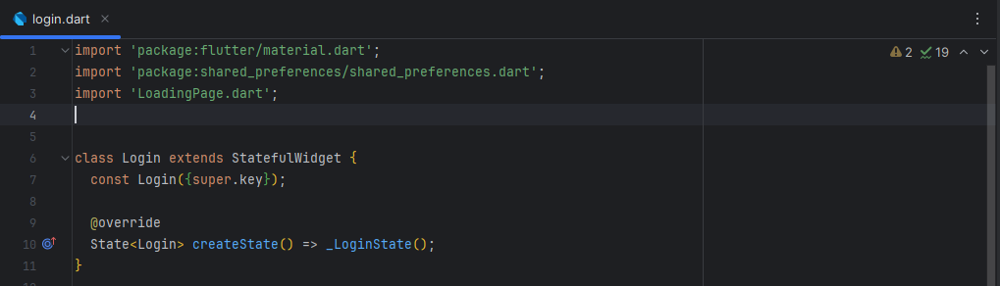 login.dart
2 19
1 import 'package:flutter/material.dart';
2 import 'package:shared_preferences/shared_preferences.dart';
3 import 'LoadingPage.dart';
4
5
6 class Login extends StatefulWidget {
7   const Login({super.key});
8
9   @override
10   State<Login> createState() => _LoginState();
11 }